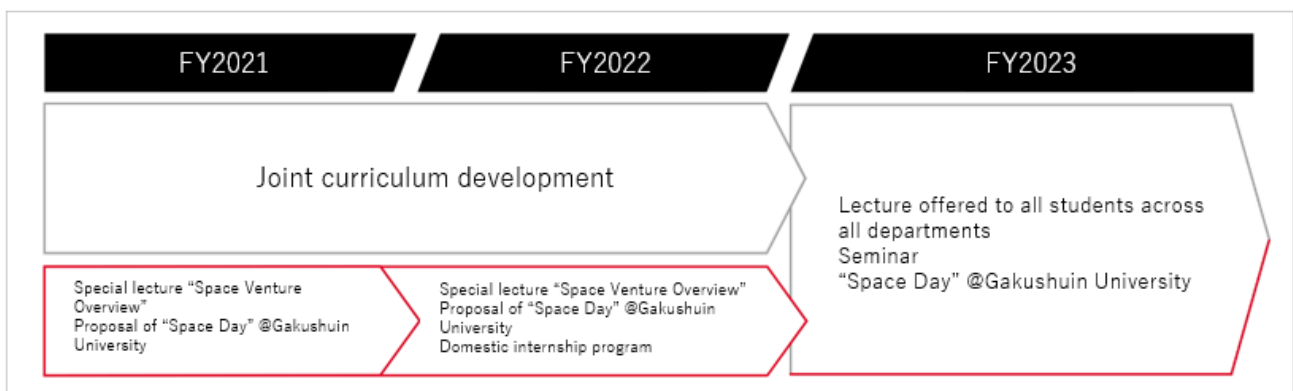 FY2021
FY2022
FY2023
Joint curriculum development
Lecture offered to all students across
all departments
Seminar
“Space Day” @Gakushuin University
Special lecture “Space Venture
Overview”
Proposal of “Space Day” @Gakushuin
University
Special lecture “Space Venture Overview”
Proposal of “Space Day” @Gakushuin
University
Domestic internship program